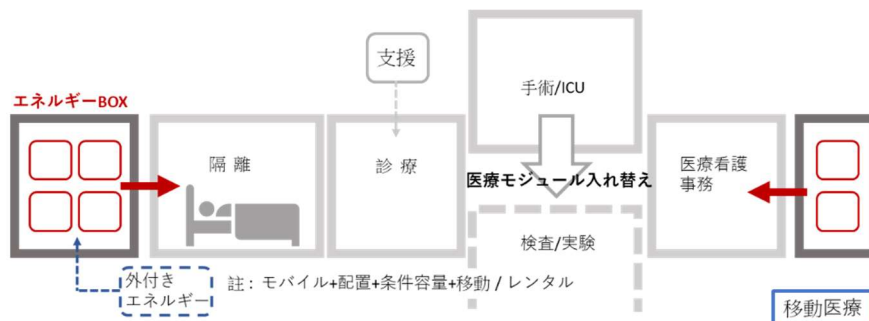 支援
手術/ICU
エネルギーBOX
隔 離
診 療
医療看護
事務
医療モジュール入れ替え
検査/実験
外付き
エネルギー
註：モバイル+配置+条件容量+移動 / レンタル
移動医療